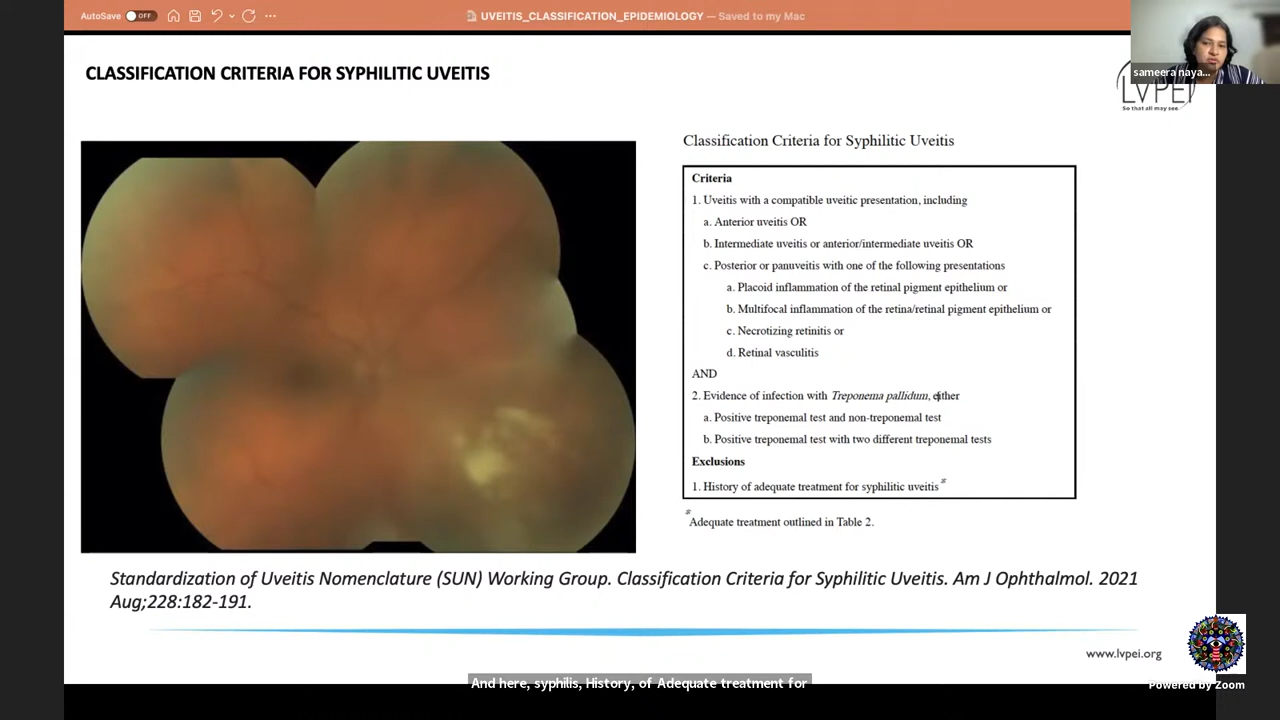 AutoSave OFF
UVEITIS_CLASSIFICATION_EPIDEMIOLOGY — Saved to my Mac
sameera naya...
CLASSIFICATION CRITERIA FOR SYPHILITIC UVEITIS
LVPEI
So that all may see.
Classification Criteria for Syphilitic Uveitis
Criteria
1. Uveitis with a compatible uveitic presentation, including
a. Anterior uveitis OR
b. Intermediate uveitis or anterior/intermediate uveitis OR
c. Posterior or panuveitis with one of the following presentations
a. Placoid inflammation of the retinal pigment epithelium or
b. Multifocal inflammation of the retina/retinal pigment epithelium or
c. Necrotizing retinitis or
d. Retinal vasculitis
AND
2. Evidence of infection with Treponema pallidum, either
a. Positive treponemal test and non-treponemal test
b. Positive treponemal test with two different treponemal tests
Exclusions
1. History of adequate treatment for syphilitic uveitis#
#Adequate treatment outlined in Table 2.
Standardization of Uveitis Nomenclature (SUN) Working Group. Classification Criteria for Syphilitic Uveitis. Am J Ophthalmol. 2021
Aug;228:182-191.
www.lvpei.org
And here, syphilis, History, of Adequate treatment for
Powered by Zoom